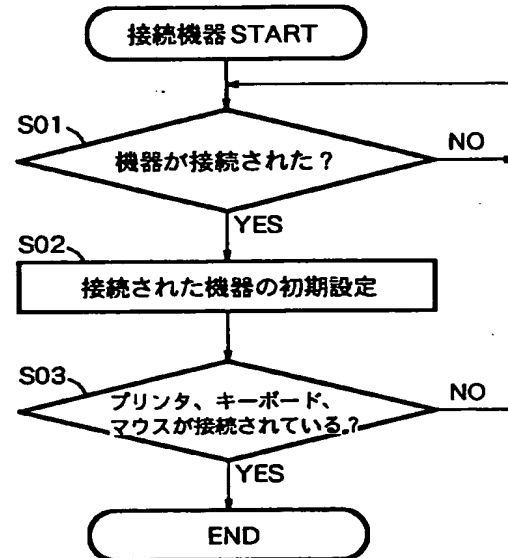 接続機器START
S01
機器が接続された?
NO
YES
S02
接続された機器の初期設定
S03
プリンタ、キーボード、
マウスが接続されている?
NO
YES
END